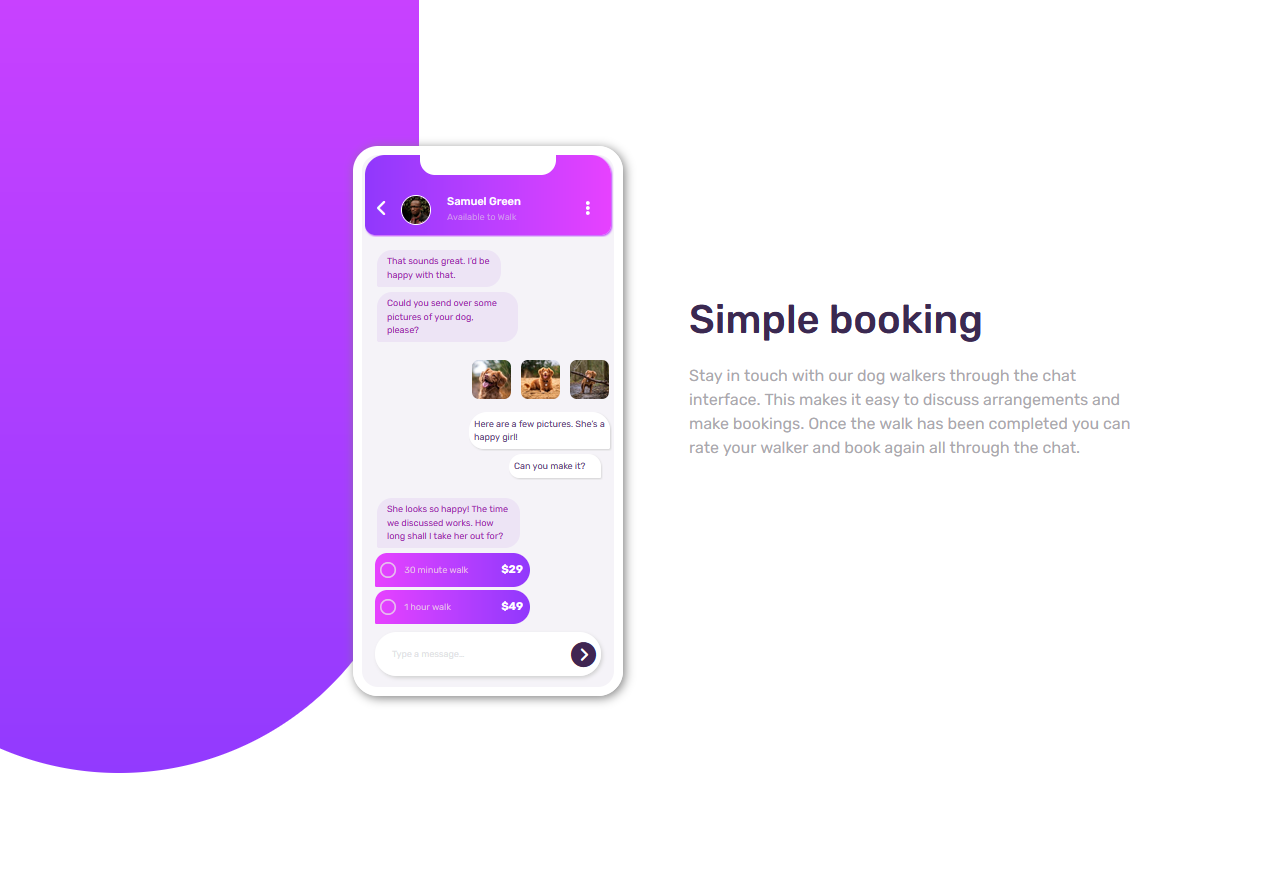 Samuel Green
Available to Walk
That sounds great. I'd be
happy with that.
Could you send over some
pictures of your dog,
please?
Here are a few pictures. She's a
happy girl!
Can you make it?
She looks so happy! The time
we discussed works. How
long shall I take her out for?
30 minute walk $29
1 hour walk $49
Type a message…
Simple booking
Stay in touch with our dog walkers through the chat
interface. This makes it easy to discuss arrangements and
make bookings. Once the walk has been completed you can
rate your walker and book again all through the chat.